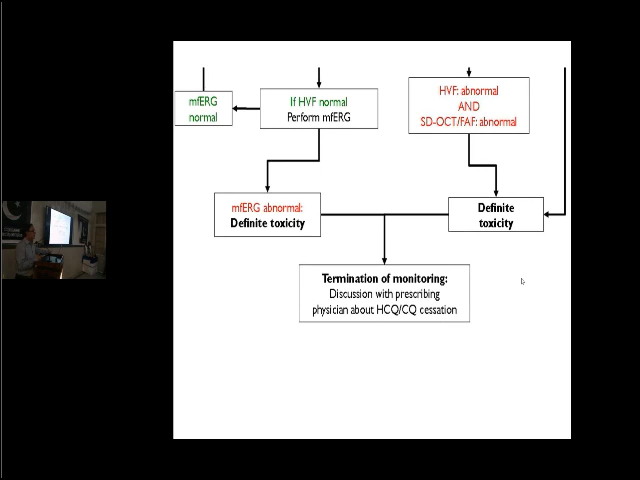 mfERG
normal
If HVF normal
Perform mfERG
HVF: abnormal
AND
SD-OCT/FAF: abnormal
mfERG abnormal:
Definite toxicity
Definite
toxicity
Termination of monitoring:
Discussion with prescribing
physician about HCQ/CQ cessation